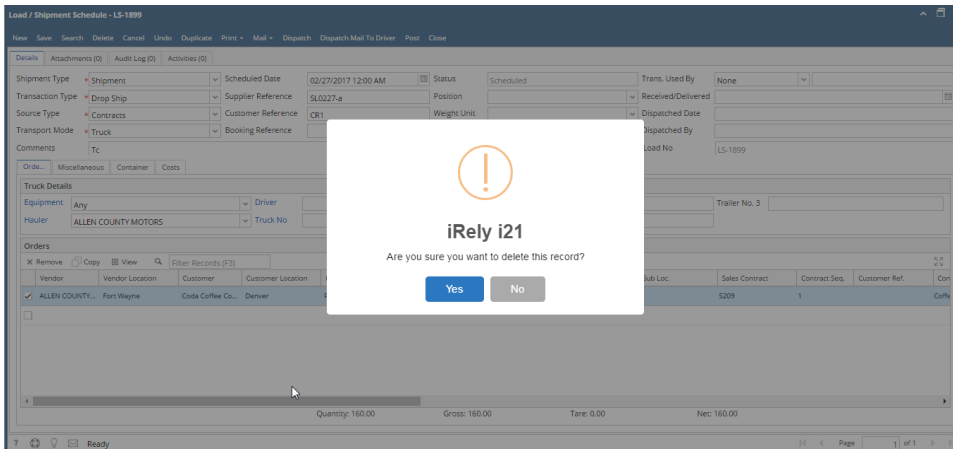 Load / Shipment Schedule - LS-1899
New Save Search Delete Cancel Undo Duplicate Print Mail Dispatch Dispatch Mail To Driver Post Close
Details Attachments (0) Audit Log (0) Activities (0)
Shipment Type * Shipment Scheduled Date 02/27/2017 12:00 AM Status Scheduled Trans. Used By None
Transaction Type * Drop Ship Supplier Reference SL0227-a Position Received/Delivered
Source Type * Contracts Customer Reference CR1 Weight Unit Dispatched Date
Transport Mode * Truck Booking Reference Dispatched By
Comments Tc Load No LS-1899
Orde... Miscellaneous Container Costs
Truck Details
Equipment Any Driver Trailer No. 3
Hauler ALLEN COUNTY MOTORS Truck No
iRely i21
Are you sure you want to delete this record?
Yes No
Orders
Remove Copy View Filter Records (F3)
Vendor Vendor Location Customer Customer Location Sub Loc. Sales Contract Contract Seq. Customer Ref. Con
ALLEN COUNTY... Fort Wayne Coda Coffee Co... Denver S209 1 Coffe
Quantity: 160.00 Gross: 160.00 Tare: 0.00 Net: 160.00
? Ready Page 1 of 1